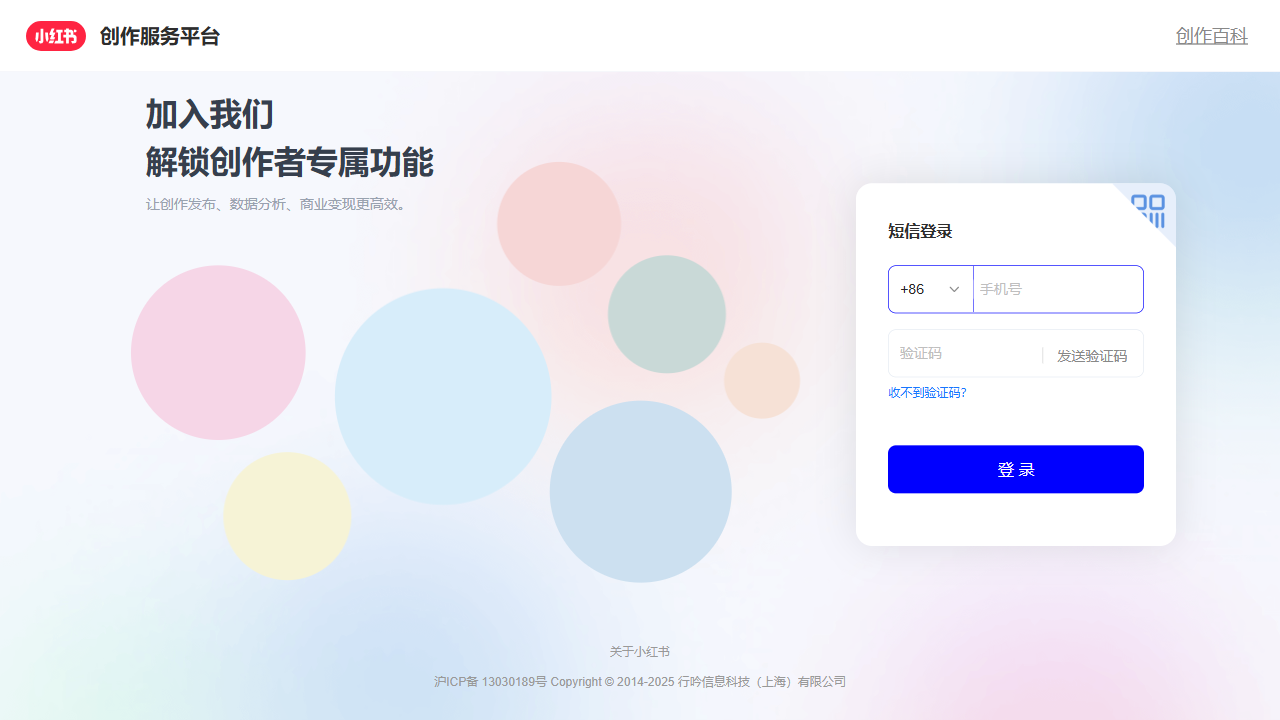 小红书 创作服务平台
创作百科
加入我们
解锁创作者专属功能
让创作发布、数据分析、商业变现更高效。
短信登录
+86 手机号
验证码 发送验证码
收不到验证码?
登 录
关于小红书
沪ICP备 13030189号 Copyright © 2014-2025 行吟信息科技（上海）有限公司